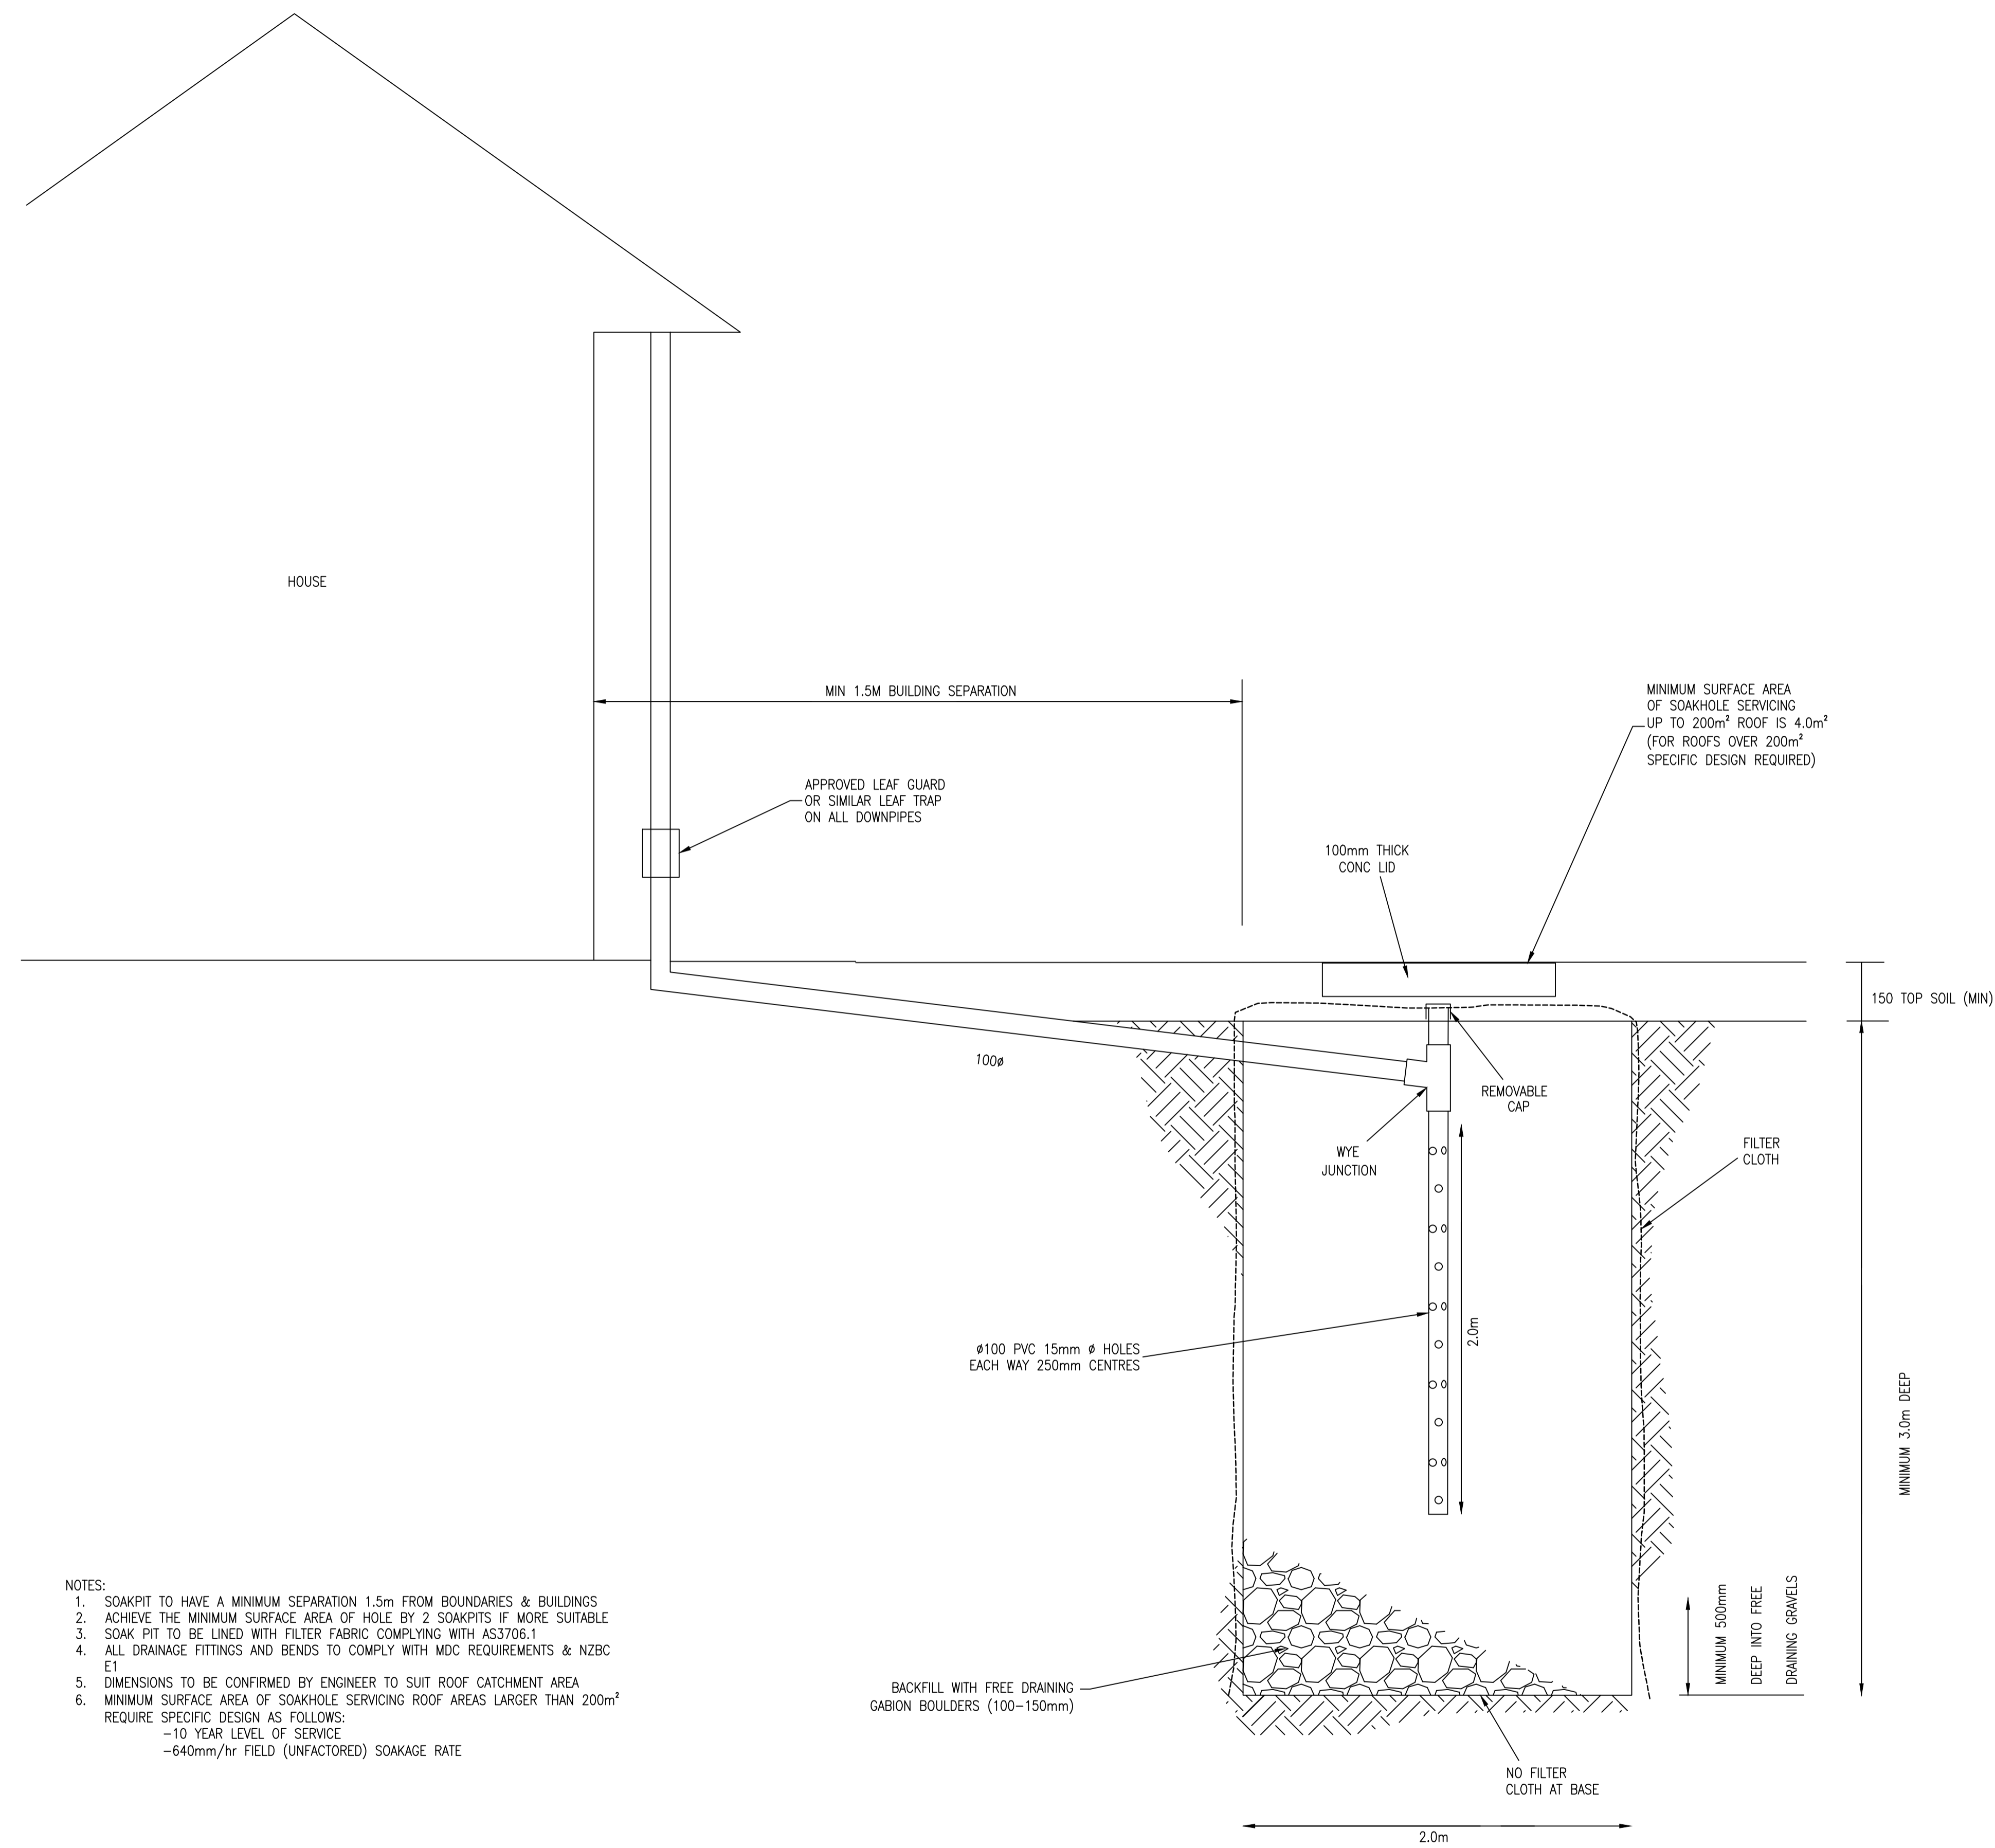 HOUSE
MIN 1.5M BUILDING SEPARATION
MINIMUM SURFACE AREA
OF SOAKHOLE SERVICING
UP TO 200m² ROOF IS 4.0m²
(FOR ROOFS OVER 200m²
SPECIFIC DESIGN REQUIRED)
APPROVED LEAF GUARD
OR SIMILAR LEAF TRAP
ON ALL DOWNPIPES
100mm THICK
CONC LID
150 TOP SOIL (MIN)
100ø
REMOVABLE
CAP
WYE
JUNCTION
FILTER
CLOTH
ø100 PVC 15mm ø HOLES
EACH WAY 250mm CENTRES
2.0m
MINIMUM 3.0m DEEP
MINIMUM 500mm
DEEP INTO FREE
DRAINING GRAVELS
BACKFILL WITH FREE DRAINING
GABION BOULDERS (100-150mm)
NO FILTER
CLOTH AT BASE
2.0m
NOTES:
1. SOAKPIT TO HAVE A MINIMUM SEPARATION 1.5m FROM BOUNDARIES & BUILDINGS
2. ACHIEVE THE MINIMUM SURFACE AREA OF HOLE BY 2 SOAKPITS IF MORE SUITABLE
3. SOAK PIT TO BE LINED WITH FILTER FABRIC COMPLYING WITH AS3706.1
4. ALL DRAINAGE FITTINGS AND BENDS TO COMPLY WITH MDC REQUIREMENTS & NZBC
E1
5. DIMENSIONS TO BE CONFIRMED BY ENGINEER TO SUIT ROOF CATCHMENT AREA
6. MINIMUM SURFACE AREA OF SOAKHOLE SERVICING ROOF AREAS LARGER THAN 200m²
REQUIRE SPECIFIC DESIGN AS FOLLOWS:
-10 YEAR LEVEL OF SERVICE
-640mm/hr FIELD (UNFACTORED) SOAKAGE RATE